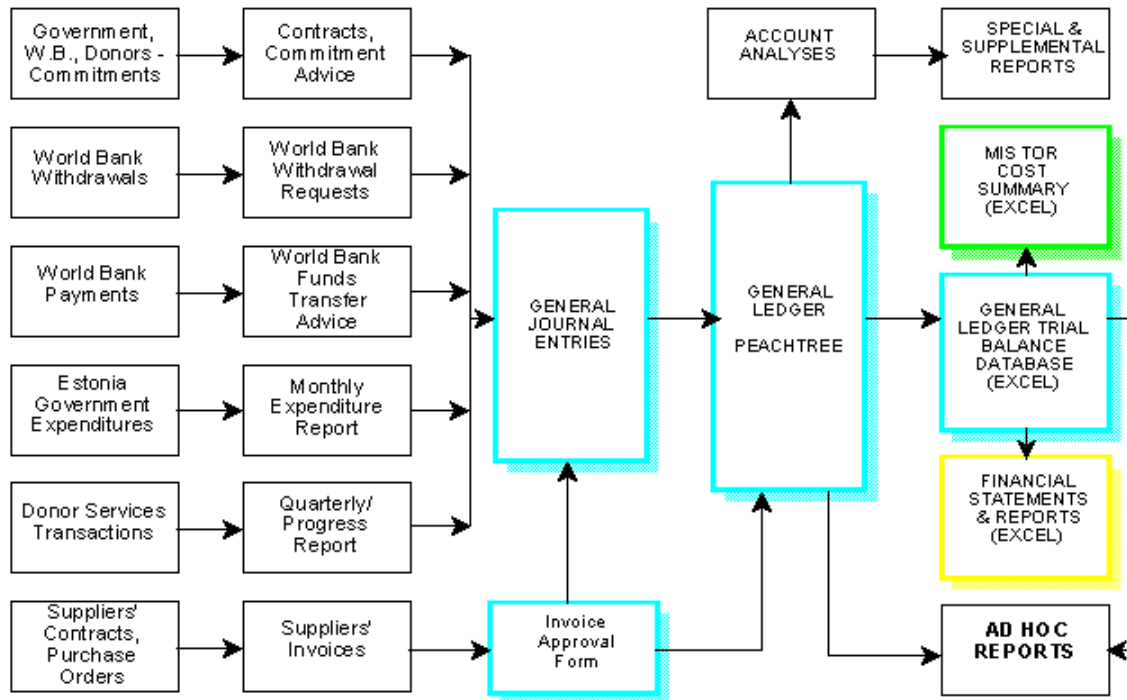 Government,
W.B., Donors -
Commitments
Contracts,
Commitment
Advice
ACCOUNT
ANALYSES
SPECIAL &
SUPPLEMENTAL
REPORTS
World Bank
Withdrawals
World Bank
Withdrawal
Requests
MIS TOR
COST
SUMMARY
(EXCEL)
World Bank
Payments
World Bank
Funds
Transfer
Advice
GENERAL
JOURNAL
ENTRIES
GENERAL
LEDGER
PEACHTREE
GENERAL
LEDGER TRIAL
BALANCE
DATABASE
(EXCEL)
Estonia
Government
Expenditures
Monthly
Expenditure
Report
Donor Services
Transactions
Quarterly/
Progress
Report
FINANCIAL
STATEMENTS
& REPORTS
(EXCEL)
Suppliers'
Contracts,
Purchase
Orders
Suppliers'
Invoices
Invoice
Approval
Form
AD HOC
REPORTS